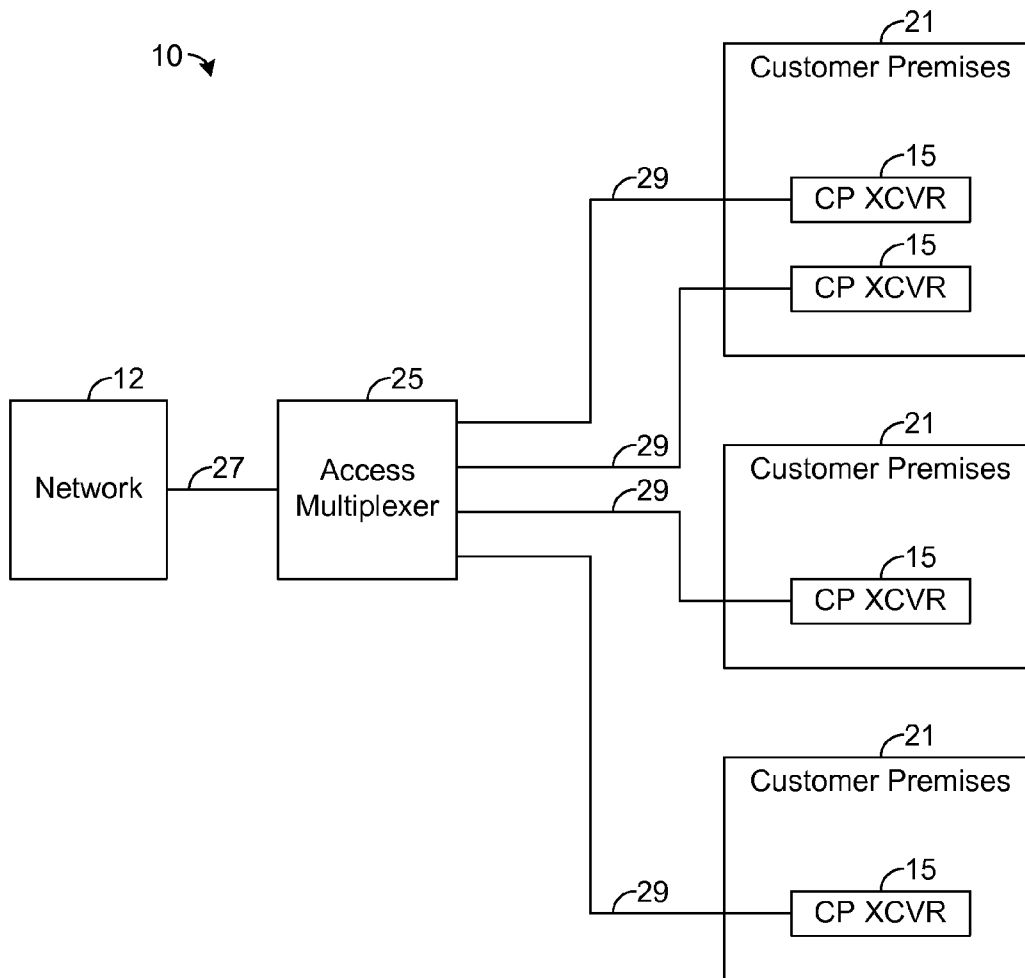 10
21
Customer Premises
15
CP XCVR
29
15
CP XCVR
12
Network
27
25
Access
Multiplexer
29
29
21
Customer Premises
15
CP XCVR
21
Customer Premises
15
CP XCVR
29